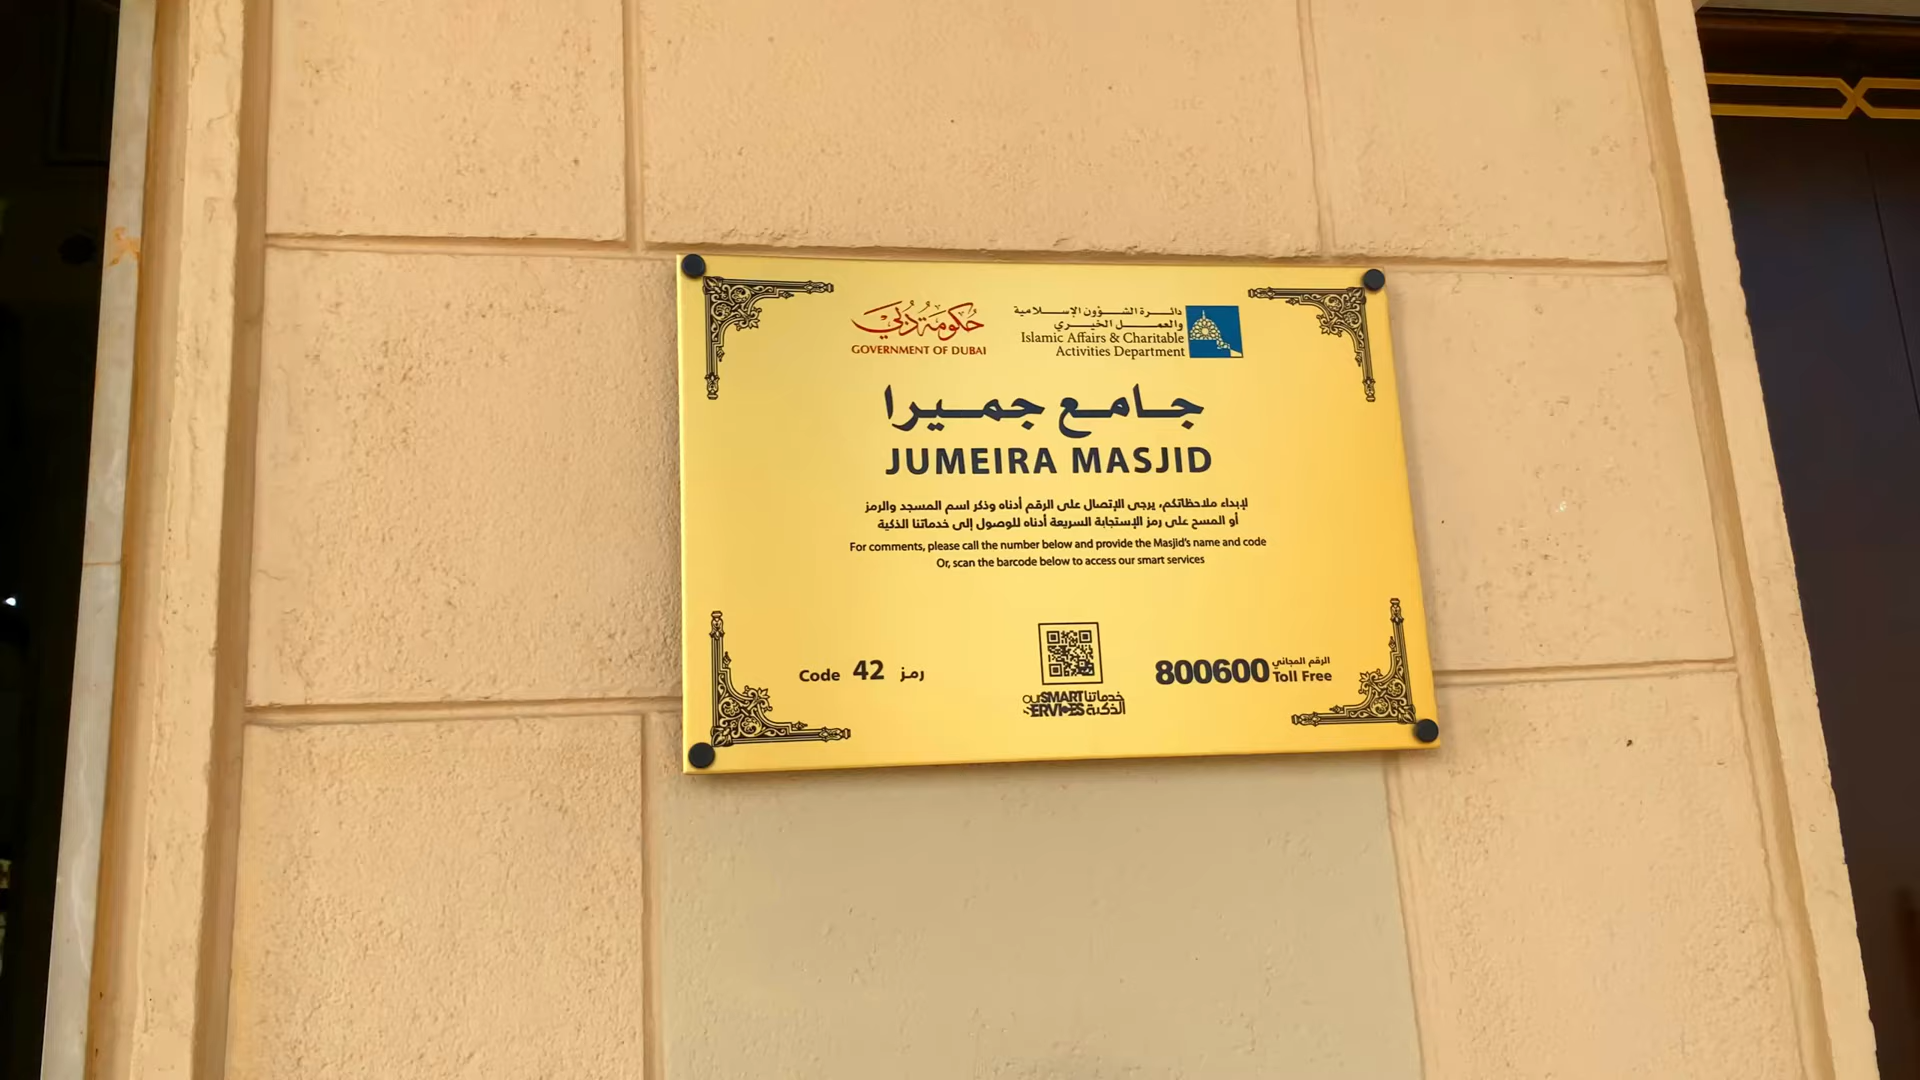 حكومة دبي
GOVERNMENT OF DUBAI
دائرة الشؤون الإسلامية
والعمل الخيري
Islamic Affairs & Charitable
Activities Department
جامع جميرا
JUMEIRA MASJID
لإبداء ملاحظاتكم، يرجى الإتصال على الرقم أدناه وذكر اسم المسجد والرمز
أو المسح على رمز الإستجابة السريعة أدناه للوصول إلى خدماتنا الذكية
For comments, please call the number below and provide the Masjid's name and code
Or, scan the barcode below to access our smart services
Code 42 رمز
ourSMART خدماتنا
SERVICES الذكية
800600 الرقم المجاني
Toll Free